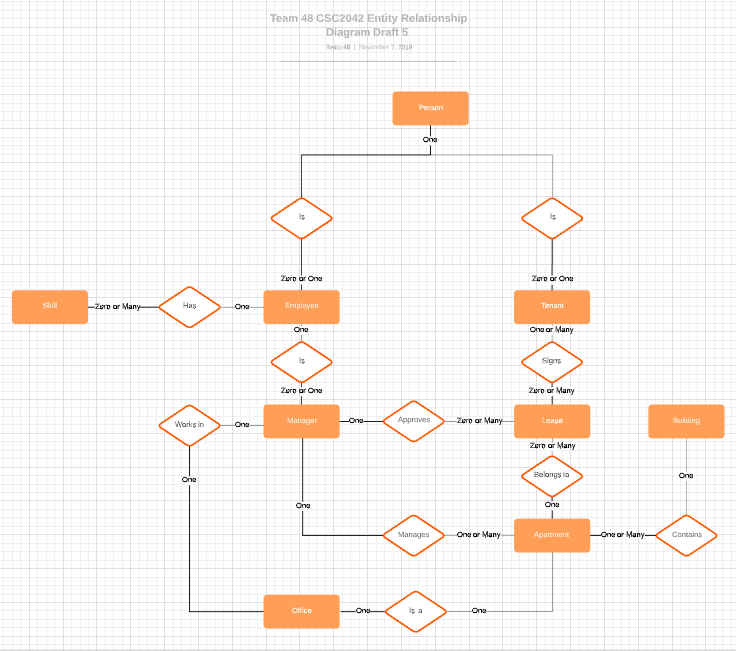 Team 48 CSC2042 Entity Relationship
Diagram Draft 5
Team 48 | November 7, 2019
Person
One
Is
Is
Zero or One
Zero or One
Skill
Zero or Many
Has
One
Employee
Tenant
One
One or Many
Is
Signs
Zero or One
Zero or Many
Works in
One
Manager
One
Approves
Zero or Many
Lease
Building
Zero or Many
Belongs to
One
One
One
One
Manages
One or Many
Apartment
One or Many
Contains
Office
One
Is a
One